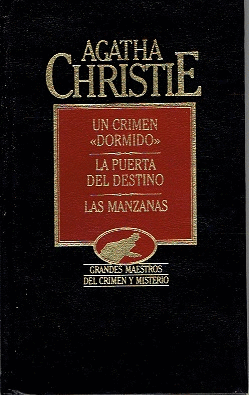 AGATHA
CHRISTIE
UN CRIMEN
«DORMIDO»
LA PUERTA
DEL DESTINO
LAS MANZANAS
GRANDES MAESTROS
DEL CRIMEN Y MISTERIO